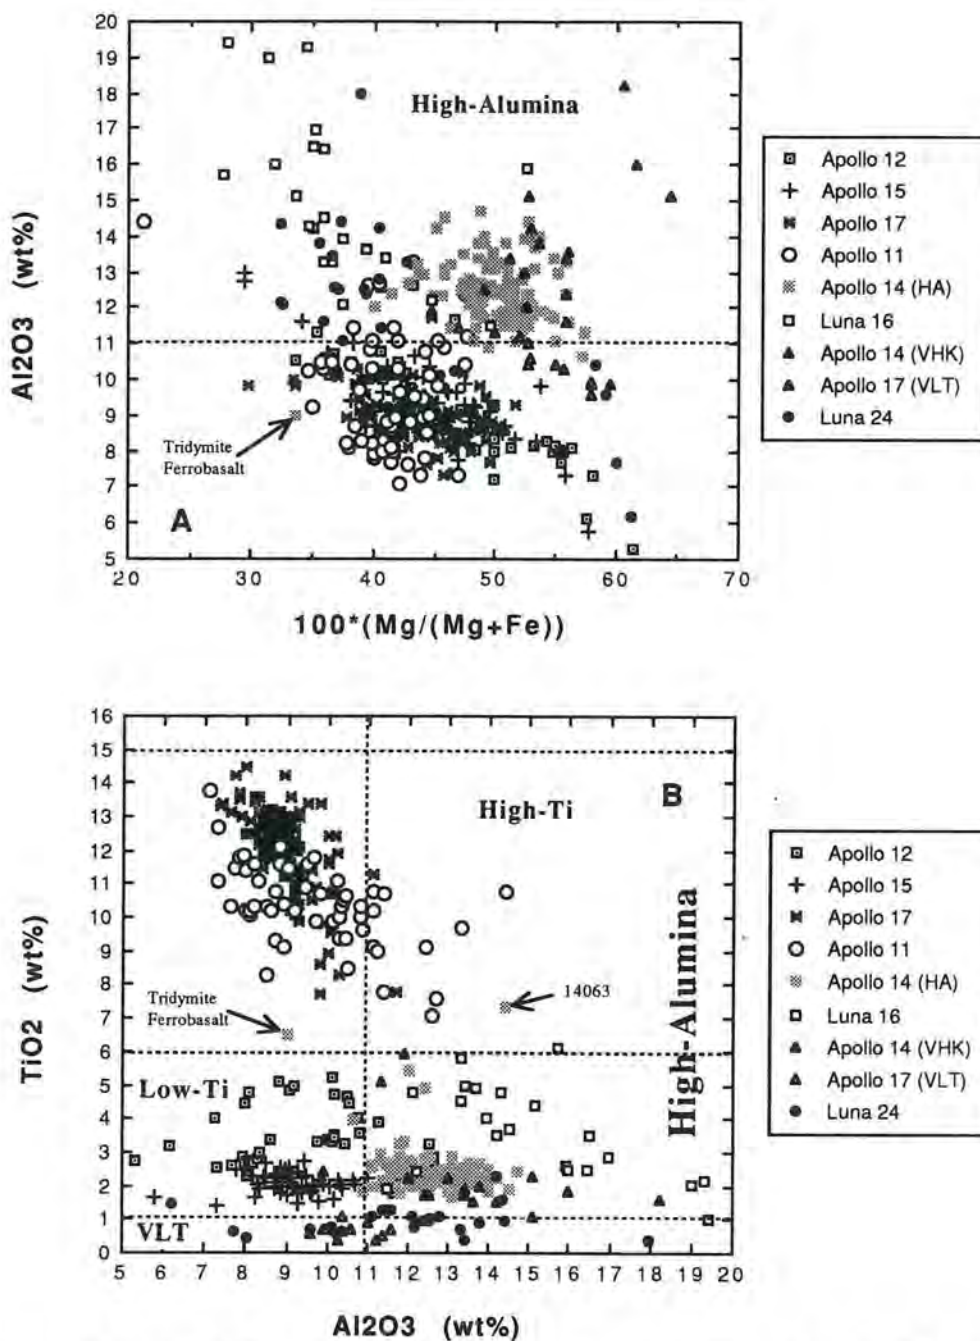 20
19
18
17
16
15
14
13
12
11
10
9
8
7
6
5
Al2O3 (wt%)
High-Alumina
Tridymite
Ferrobasalt
A
20 30 40 50 60 70
100*(Mg/(Mg+Fe))
Apollo 12
Apollo 15
Apollo 17
Apollo 11
Apollo 14 (HA)
Luna 16
Apollo 14 (VHK)
Apollo 17 (VLT)
Luna 24
16
15
14
13
12
11
10
9
8
7
6
5
4
3
2
1
0
TiO2 (wt%)
B
High-Ti
High-Alumina
14063
Tridymite
Ferrobasalt
Low-Ti
VLT
5 6 7 8 9 10 11 12 13 14 15 16 17 18 19 20
Al2O3 (wt%)
Apollo 12
Apollo 15
Apollo 17
Apollo 11
Apollo 14 (HA)
Luna 16
Apollo 14 (VHK)
Apollo 17 (VLT)
Luna 24